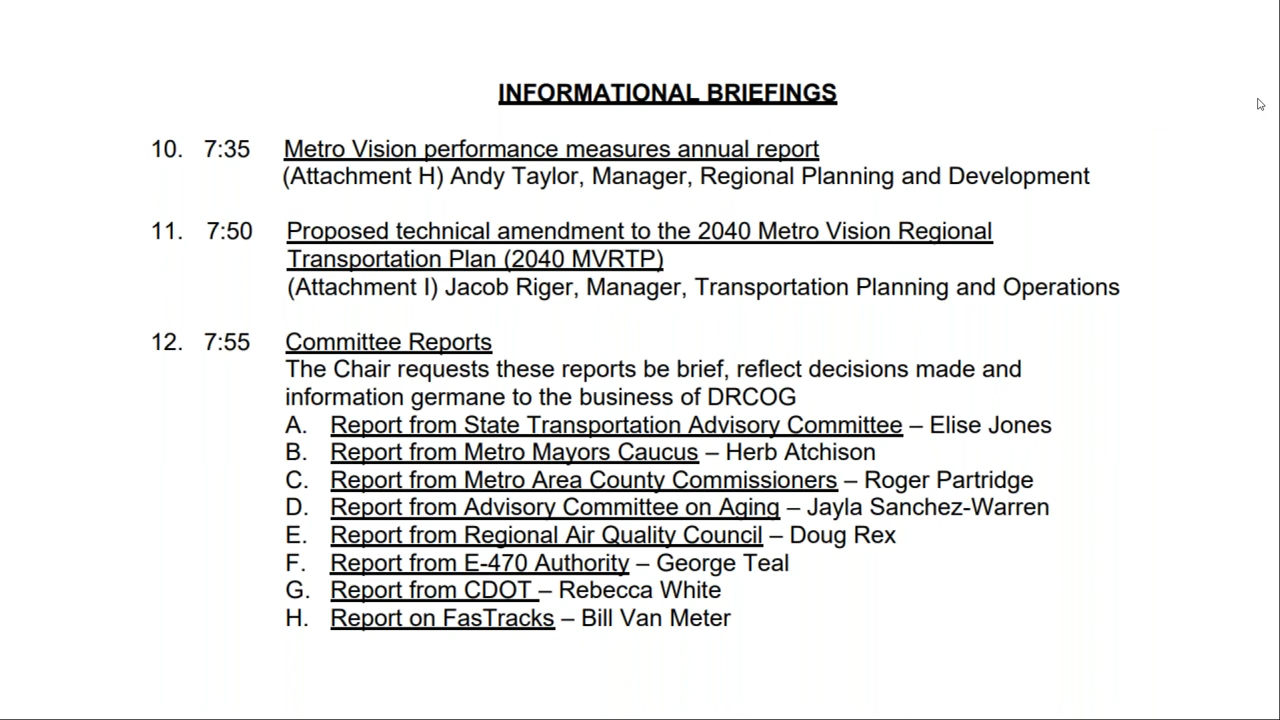 INFORMATIONAL BRIEFINGS
10. 7:35 Metro Vision performance measures annual report
(Attachment H) Andy Taylor, Manager, Regional Planning and Development
11. 7:50 Proposed technical amendment to the 2040 Metro Vision Regional
Transportation Plan (2040 MVRTP)
(Attachment I) Jacob Riger, Manager, Transportation Planning and Operations
12. 7:55 Committee Reports
The Chair requests these reports be brief, reflect decisions made and
information germane to the business of DRCOG
A. Report from State Transportation Advisory Committee – Elise Jones
B. Report from Metro Mayors Caucus – Herb Atchison
C. Report from Metro Area County Commissioners – Roger Partridge
D. Report from Advisory Committee on Aging – Jayla Sanchez-Warren
E. Report from Regional Air Quality Council – Doug Rex
F. Report from E-470 Authority – George Teal
G. Report from CDOT – Rebecca White
H. Report on FasTracks – Bill Van Meter